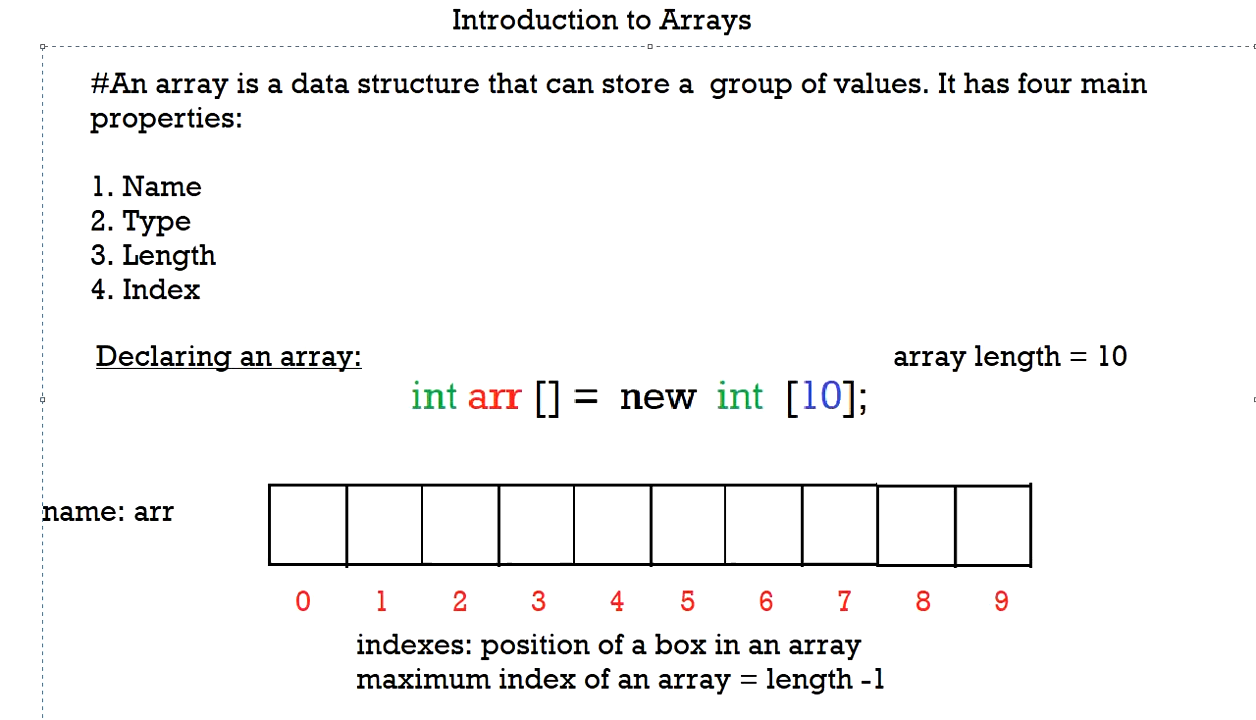 Introduction to Arrays
#An array is a data structure that can store a  group of values. It has four main
properties:
1. Name
2. Type
3. Length
4. Index
Declaring an array:
array length = 10
int arr [] =  new  int  [10];
name: arr
0 1 2 3 4 5 6 7 8 9
indexes: position of a box in an array
maximum index of an array = length -1